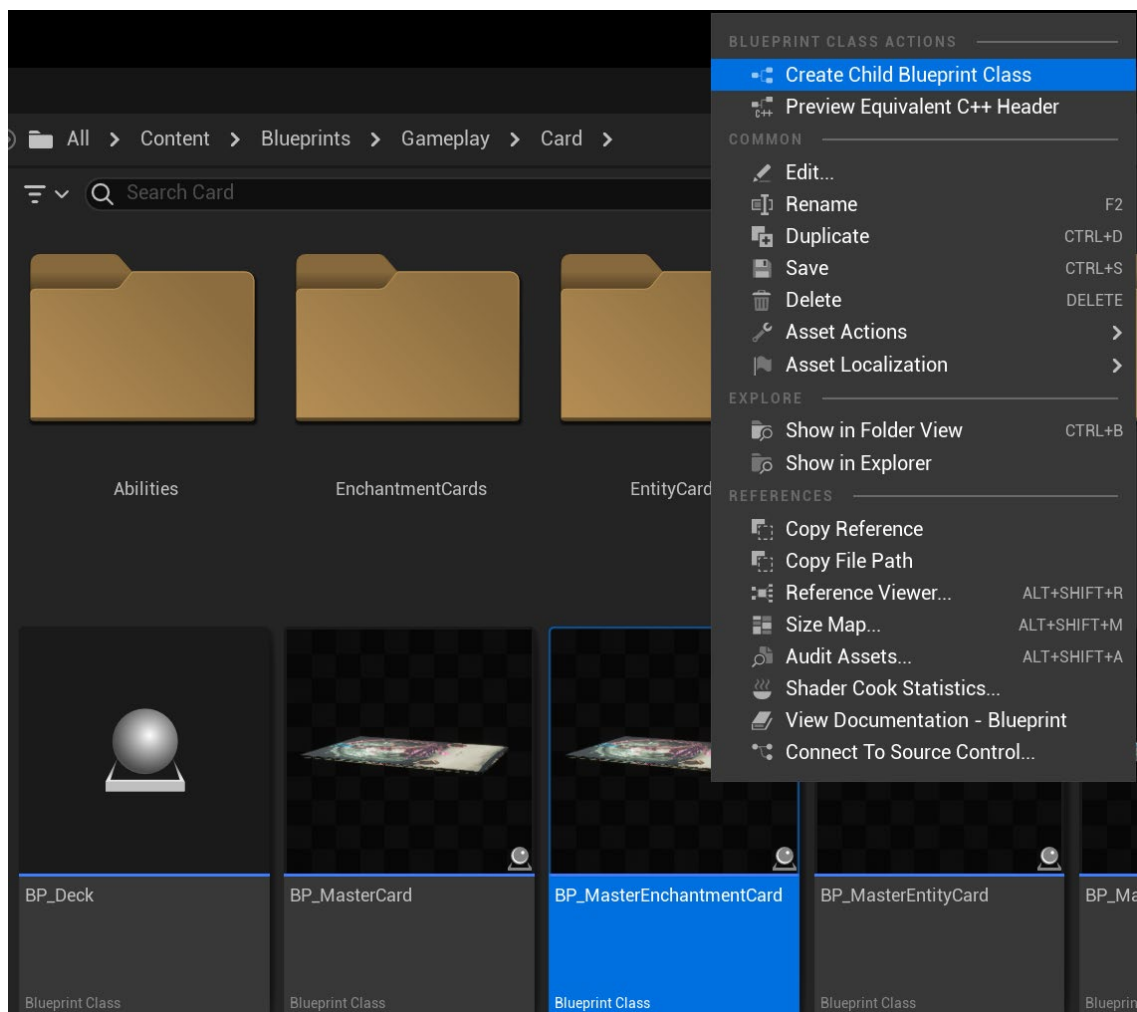 BLUEPRINT CLASS ACTIONS
Create Child Blueprint Class
C++ Preview Equivalent C++ Header
COMMON
Edit...
Rename F2
Duplicate CTRL+D
Save CTRL+S
Delete DELETE
Asset Actions
Asset Localization
EXPLORE
Show in Folder View CTRL+B
Show in Explorer
REFERENCES
Copy Reference
Copy File Path
Reference Viewer... ALT+SHIFT+R
Size Map... ALT+SHIFT+M
Audit Assets... ALT+SHIFT+A
Shader Cook Statistics...
View Documentation - Blueprint
Connect To Source Control...
All > Content > Blueprints > Gameplay > Card >
Search Card
Abilities EnchantmentCards EntityCard
BP_Deck BP_MasterCard BP_MasterEnchantmentCard BP_MasterEntityCard BP_Ma
Blueprint Class Blueprint Class Blueprint Class Blueprint Class Blueprin